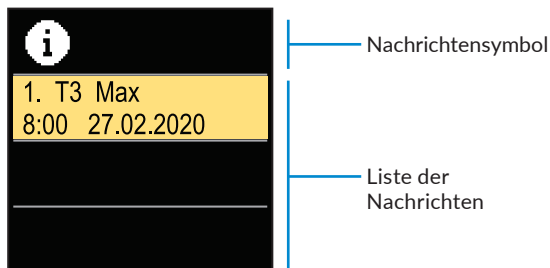 i
Nachrichtensymbol
1. T3 Max
8:00 27.02.2020
Liste der
Nachrichten